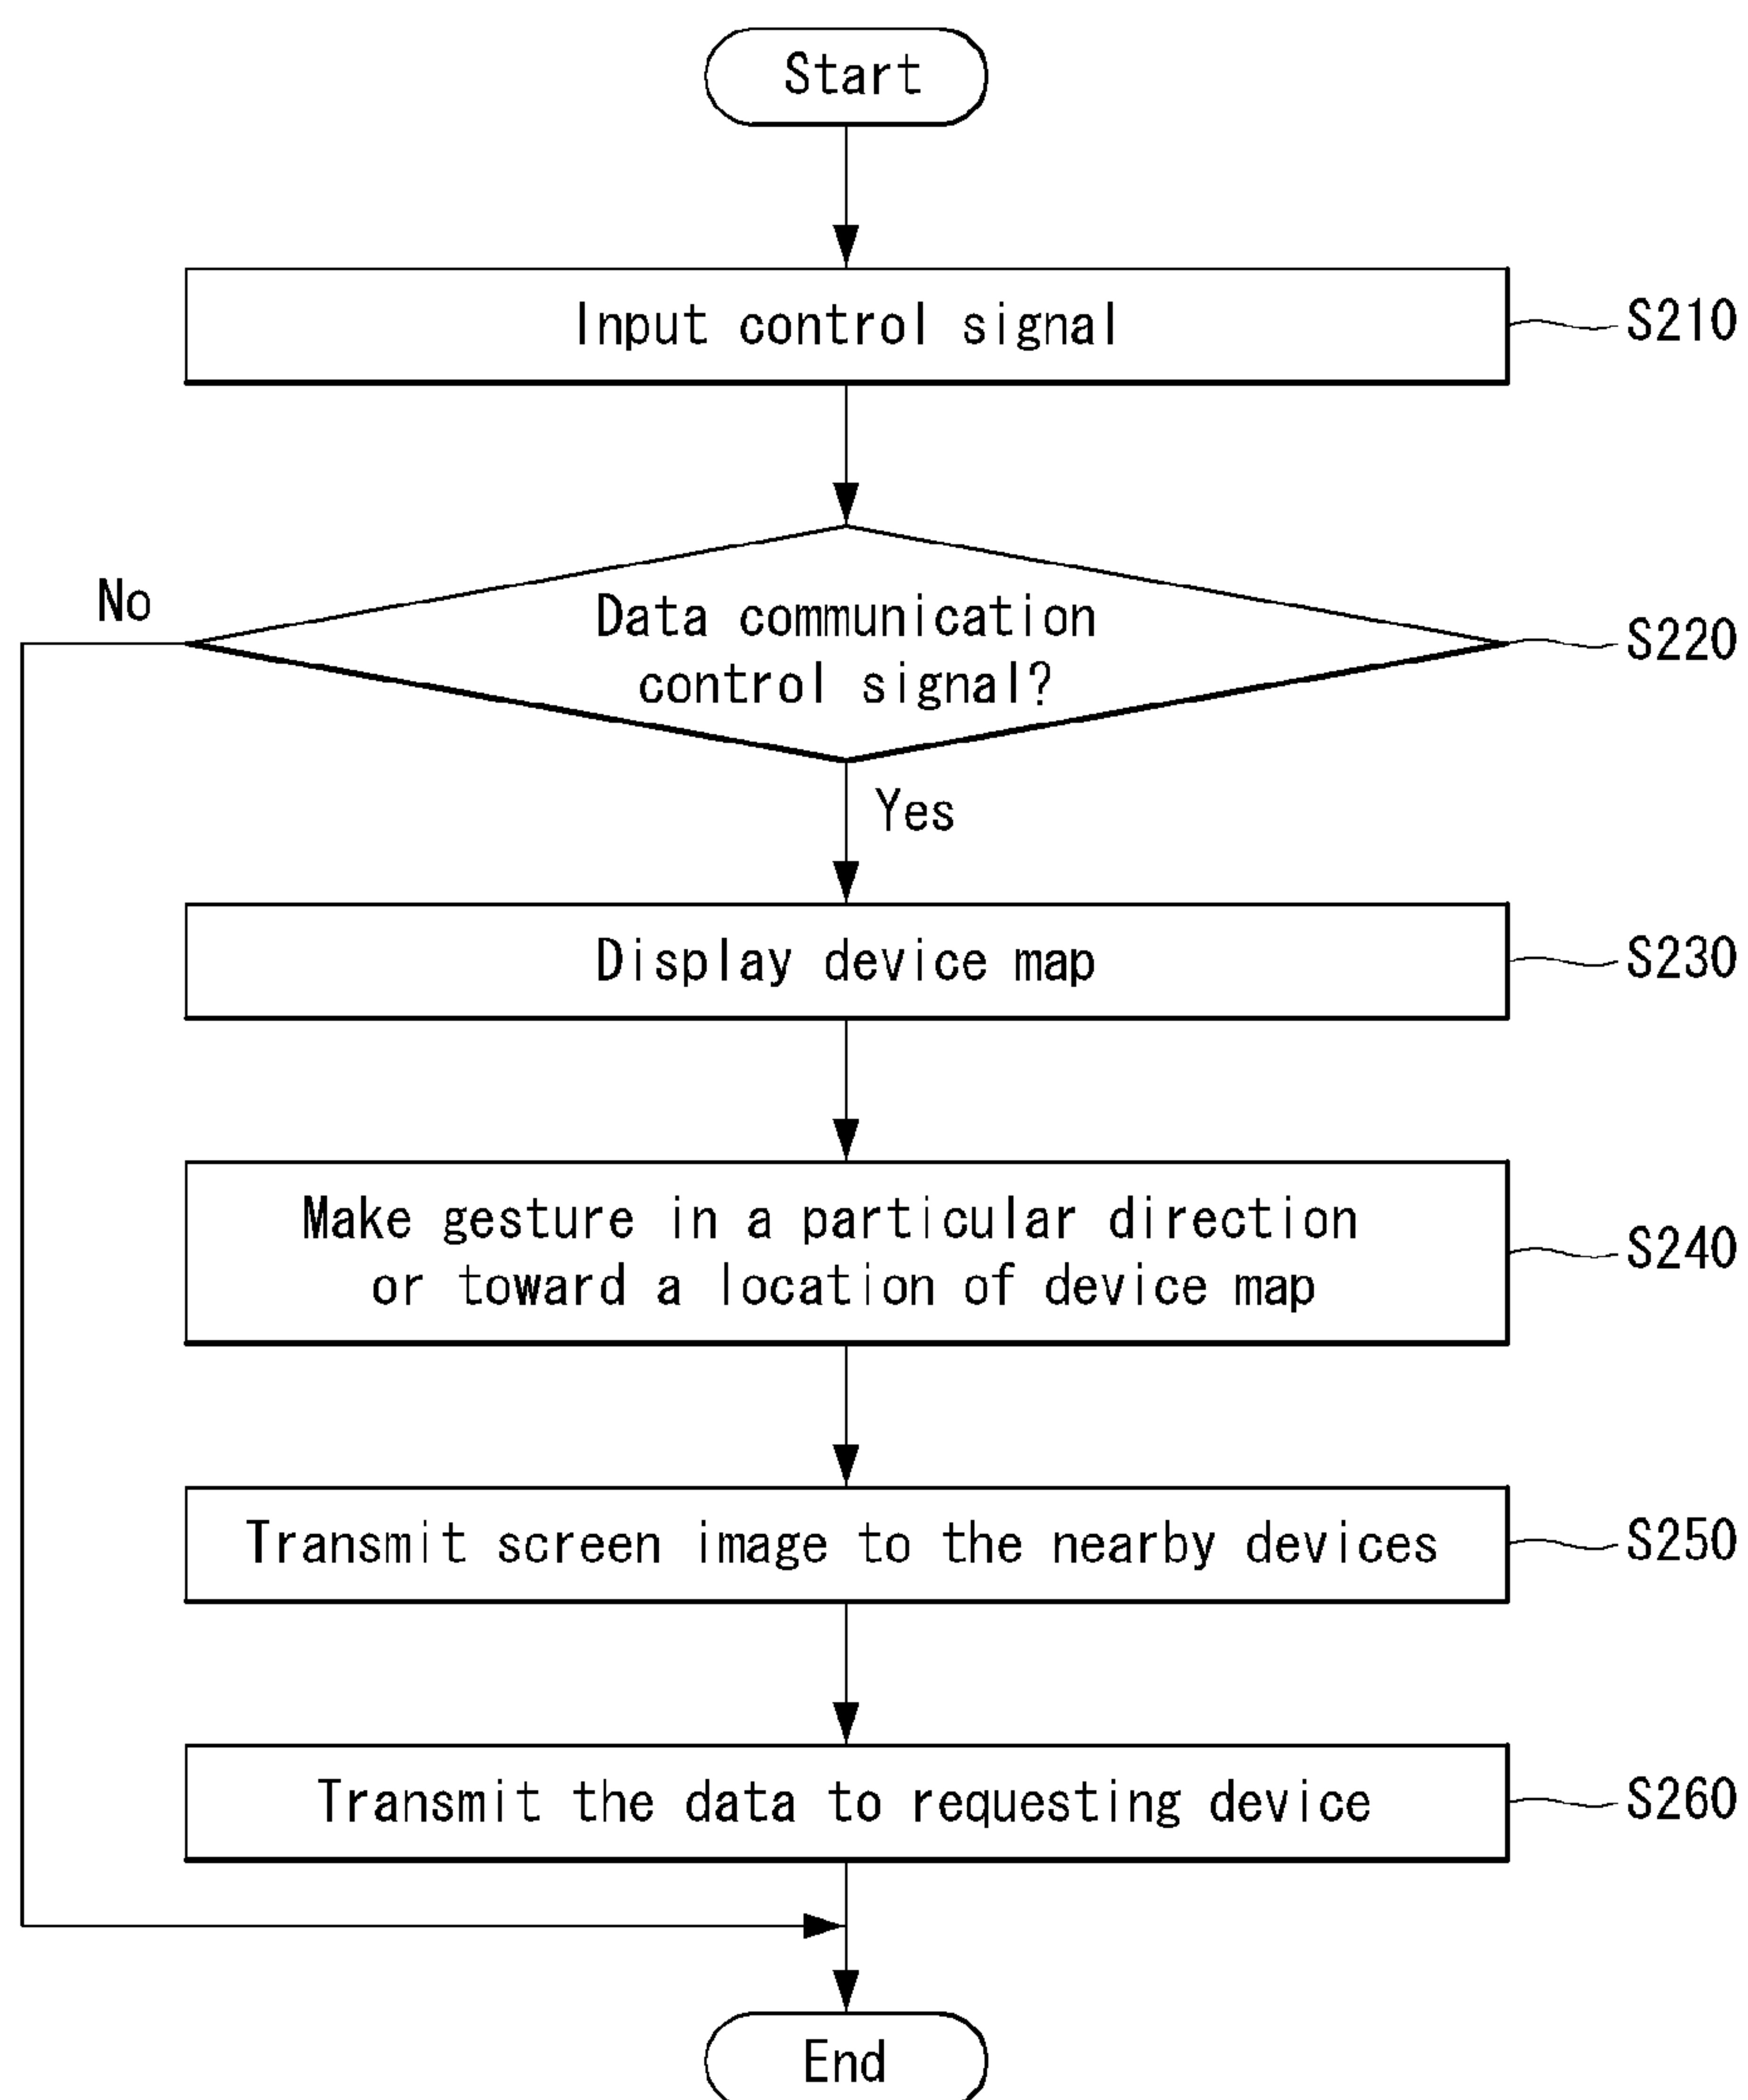 Start
Input control signal
S210
No
Data communication
control signal?
S220
Yes
Display device map
S230
Make gesture in a particular direction
or toward a location of device map
S240
Transmit screen image to the nearby devices
S250
Transmit the data to requesting device
S260
End